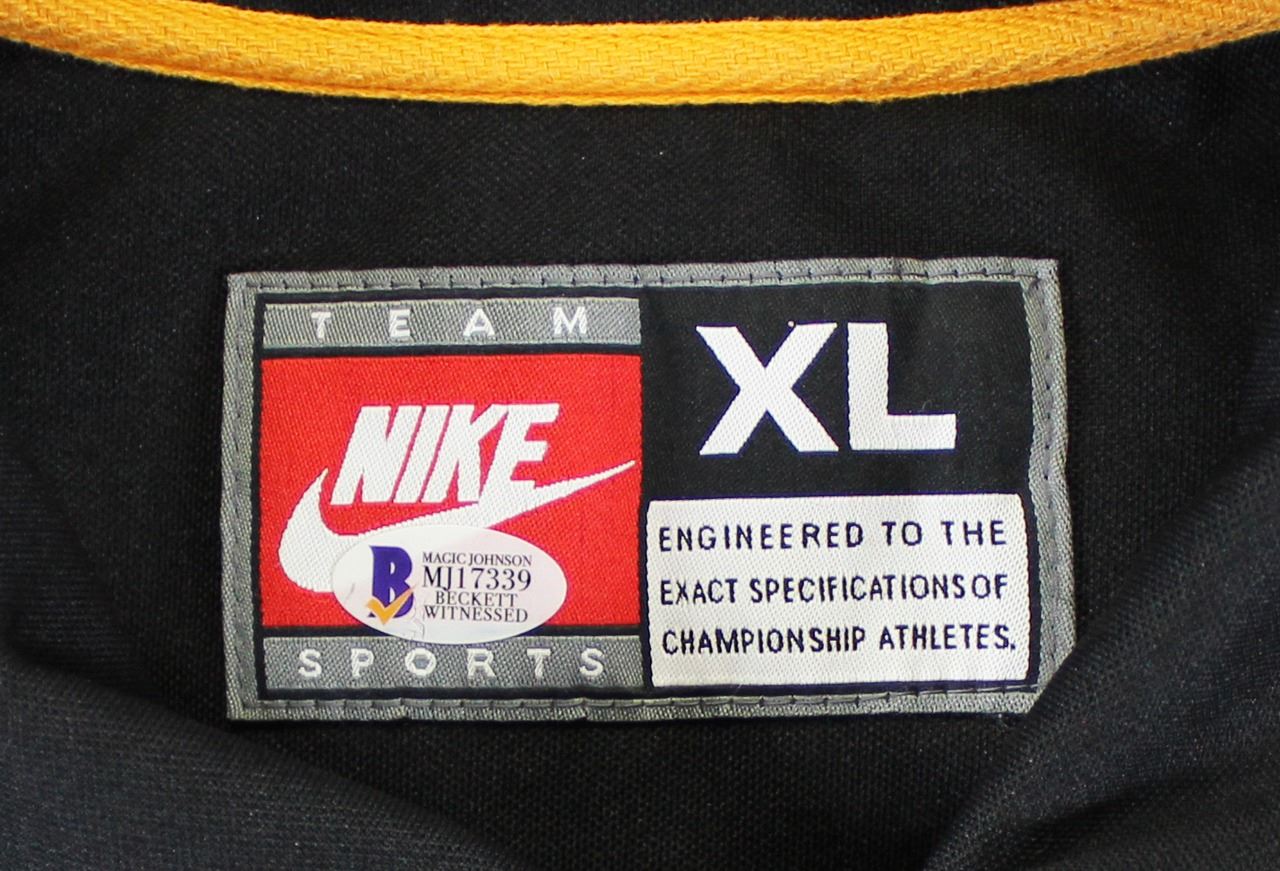 TEAM
NIKE
B
MAGIC JOHNSON
MJ17339
BECKETT
WITNESSED
SPORTS
XL
ENGINEERED TO THE
EXACT SPECIFICATIONS OF
CHAMPIONSHIP ATHLETES.